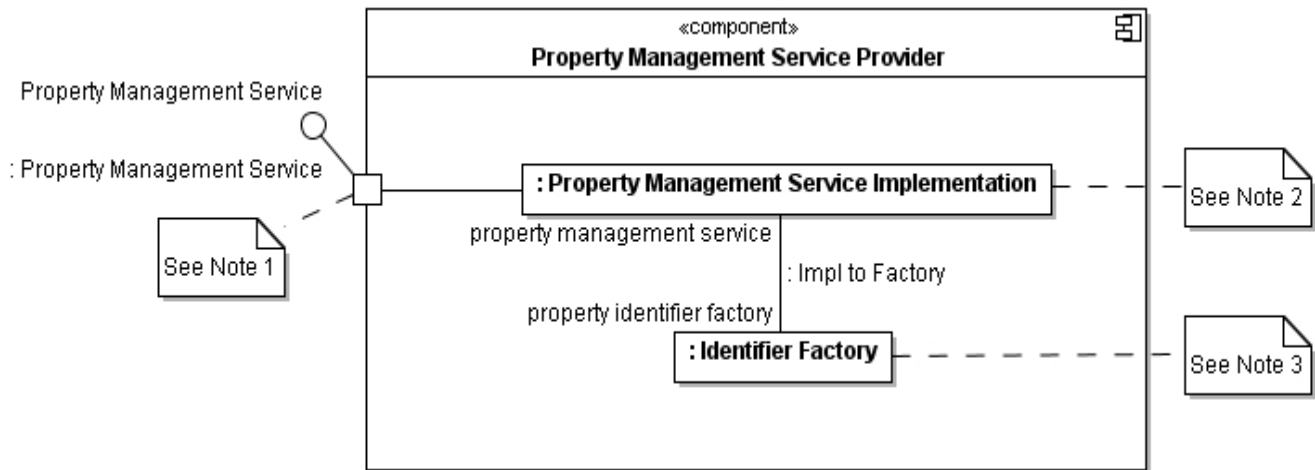 «component»
Property Management Service Provider
Property Management Service
: Property Management Service
: Property Management Service Implementation
See Note 2
property management service
See Note 1
: Impl to Factory
property identifier factory
: Identifier Factory
See Note 3